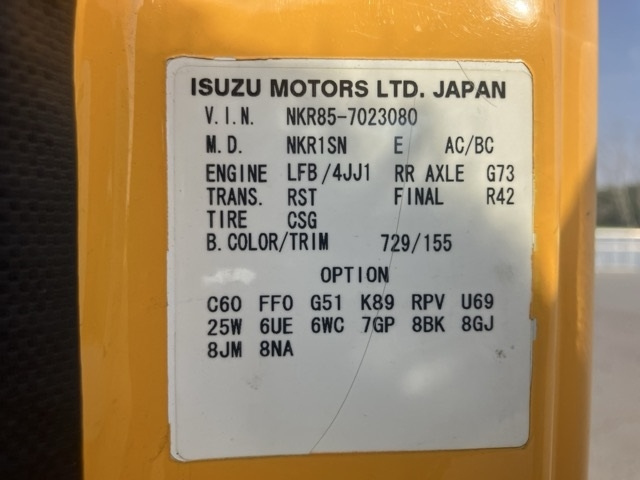 ISUZU MOTORS LTD. JAPAN
V.I.N. NKR85-7023080
M.D. NKR1SN E AC/BC
ENGINE LFB/4JJ1 RR AXLE G73
TRANS. RST FINAL R42
TIRE CSG
B.COLOR/TRIM 729/155
OPTION
C60 FF0 G51 K89 RPV U69
25W 6UE 6WC 7GP 8BK 8GJ
8JM 8NA